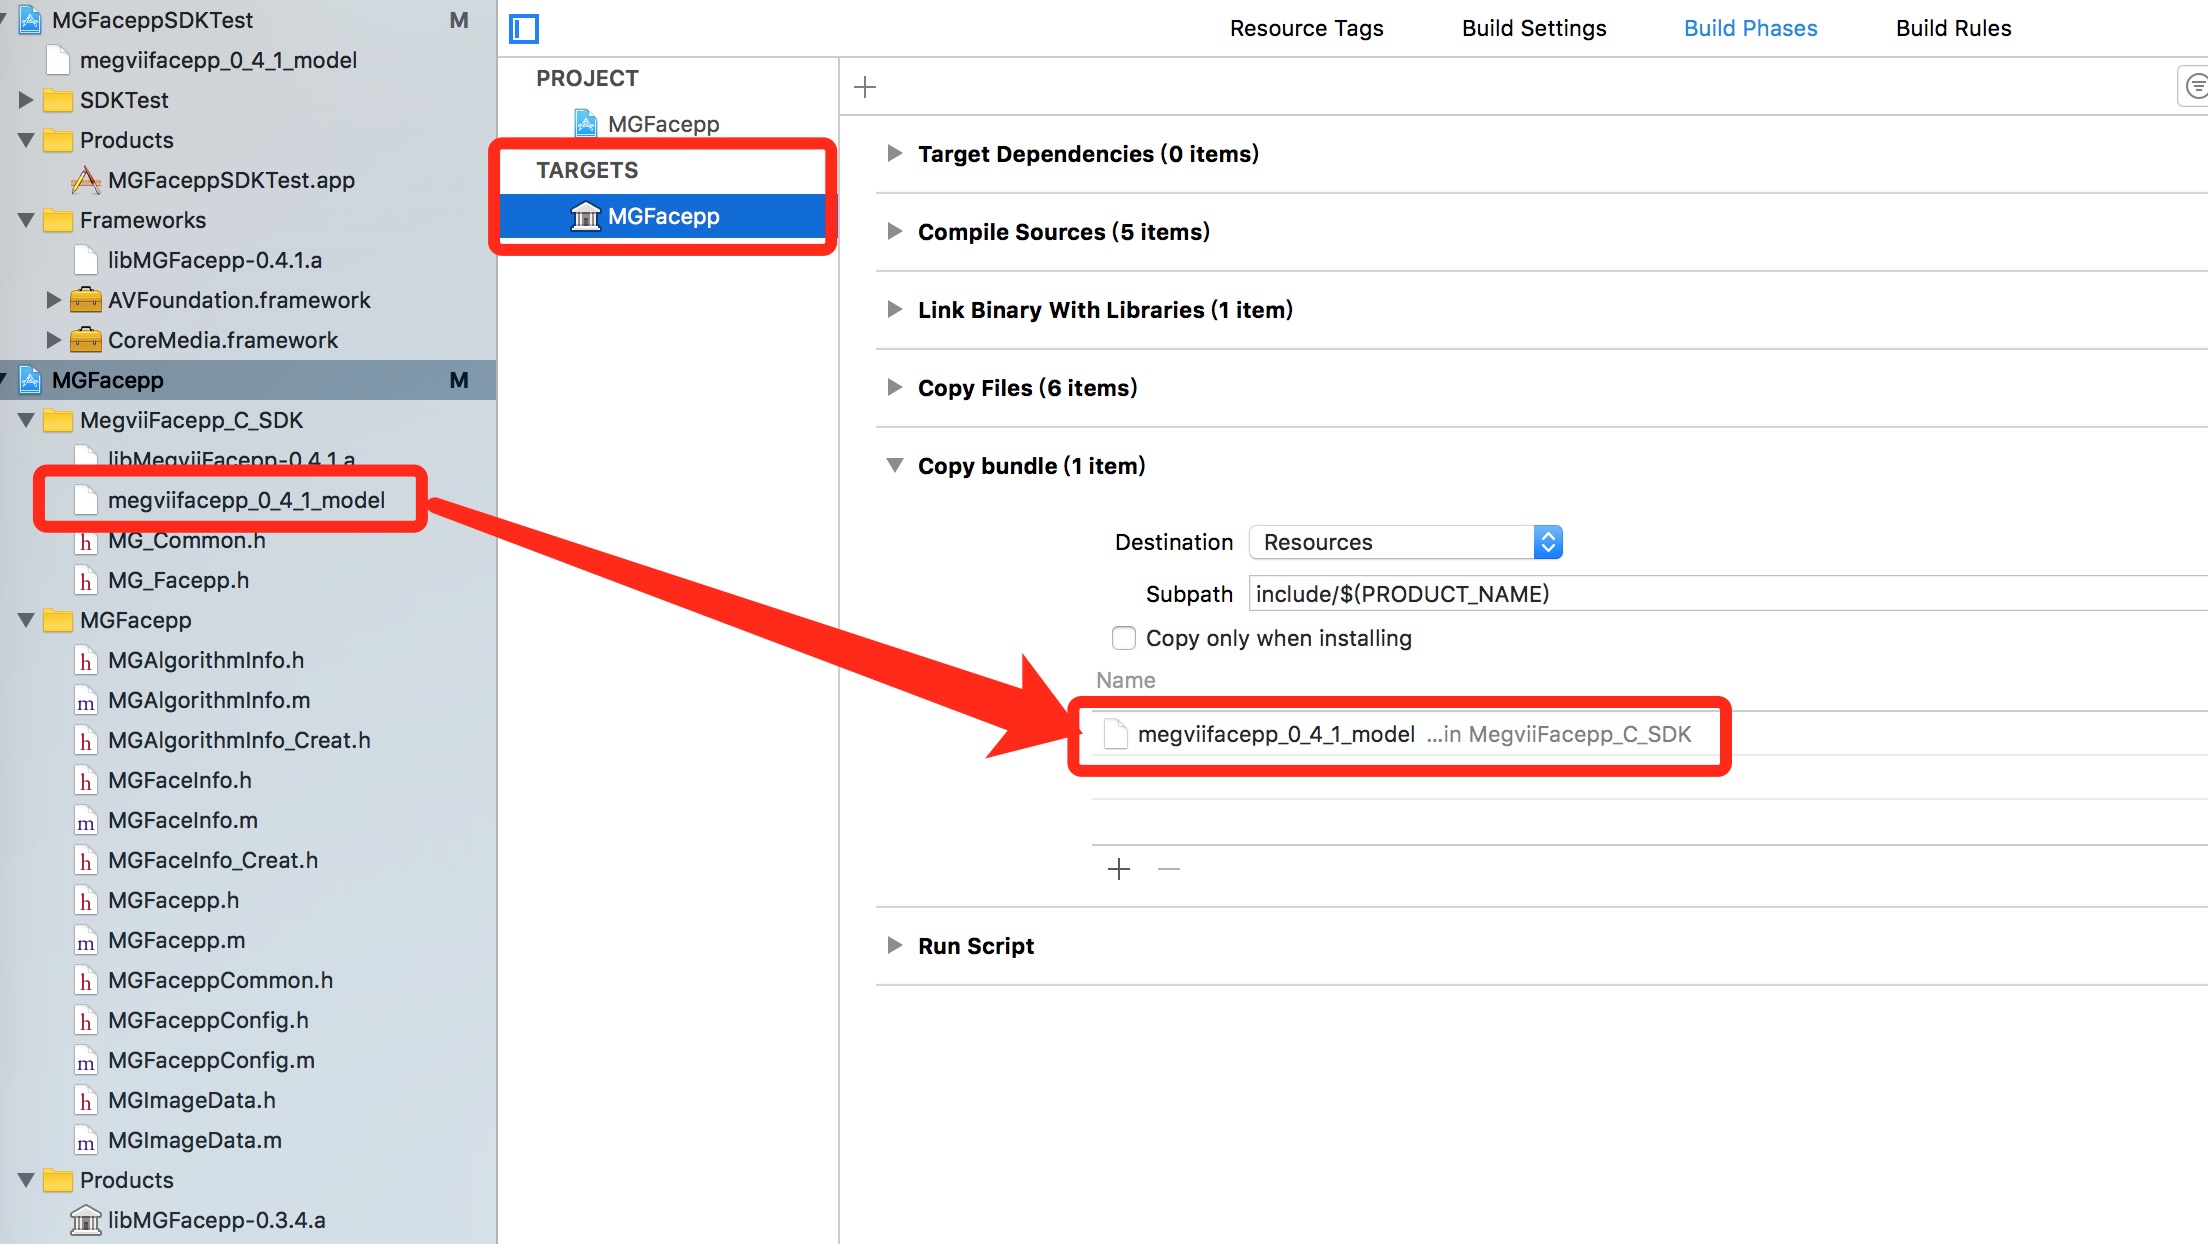 MGFaceppSDKTest M
megviifacepp_0_4_1_model
SDKTest
Products
MGFaceppSDKTest.app
Frameworks
libMGFacepp-0.4.1.a
AVFoundation.framework
CoreMedia.framework
MGFacepp M
MegviiFacepp_C_SDK
libMegviiFacepp-0.4.1.a
megviifacepp_0_4_1_model
MG_Common.h
MG_Facepp.h
MGFacepp
MGAlgorithmInfo.h
MGAlgorithmInfo.m
MGAlgorithmInfo_Creat.h
MGFaceInfo.h
MGFaceInfo.m
MGFaceInfo_Creat.h
MGFacepp.h
MGFacepp.m
MGFaceppCommon.h
MGFaceppConfig.h
MGFaceppConfig.m
MGImageData.h
MGImageData.m
Products
libMGFacepp-0.3.4.a
Resource Tags Build Settings Build Phases Build Rules
PROJECT
MGFacepp
TARGETS
MGFacepp
Target Dependencies (0 items)
Compile Sources (5 items)
Link Binary With Libraries (1 item)
Copy Files (6 items)
Copy bundle (1 item)
Destination Resources
Subpath include/$(PRODUCT_NAME)
Copy only when installing
Name
megviifacepp_0_4_1_model ...in MegviiFacepp_C_SDK
Run Script